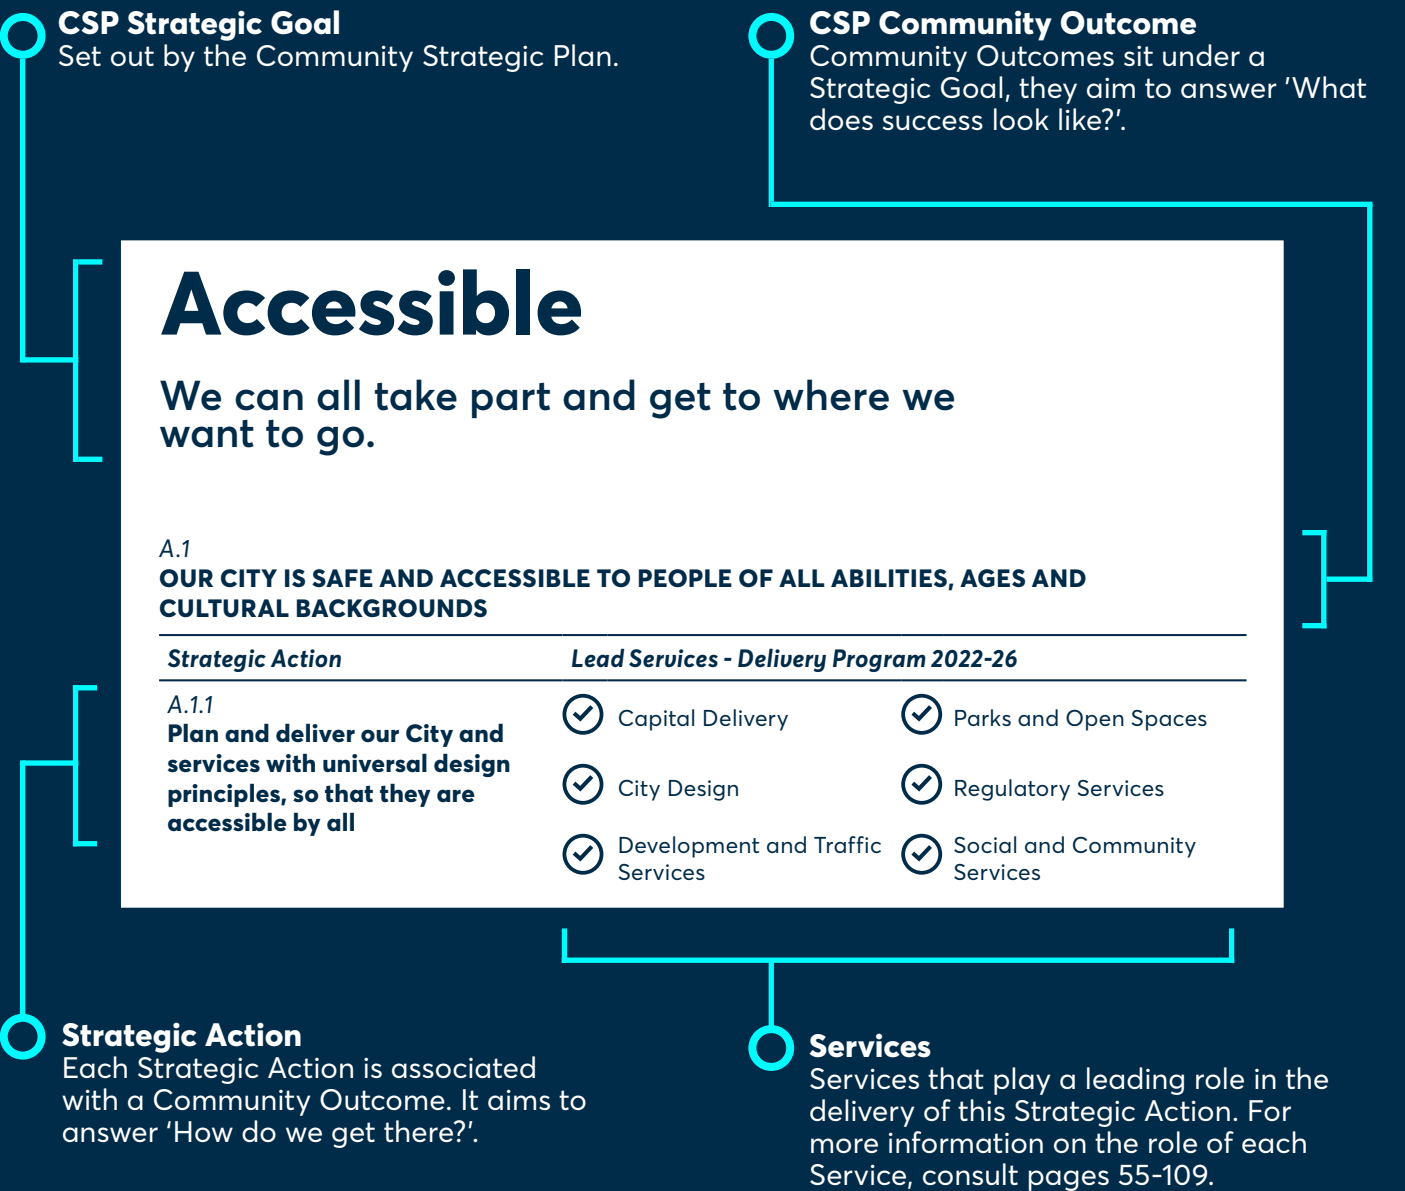 CSP Strategic Goal
Set out by the Community Strategic Plan.
CSP Community Outcome
Community Outcomes sit under a
Strategic Goal, they aim to answer 'What
does success look like?'.
Accessible
We can all take part and get to where we
want to go.
A.1
OUR CITY IS SAFE AND ACCESSIBLE TO PEOPLE OF ALL ABILITIES, AGES AND
CULTURAL BACKGROUNDS
Strategic Action
Lead Services - Delivery Program 2022-26
A.1.1
Plan and deliver our City and
services with universal design
principles, so that they are
accessible by all
Capital Delivery
City Design
Development and Traffic
Services
Parks and Open Spaces
Regulatory Services
Social and Community
Services
Strategic Action
Each Strategic Action is associated
with a Community Outcome. It aims to
answer 'How do we get there?'.
Services
Services that play a leading role in the
delivery of this Strategic Action. For
more information on the role of each
Service, consult pages 55-109.